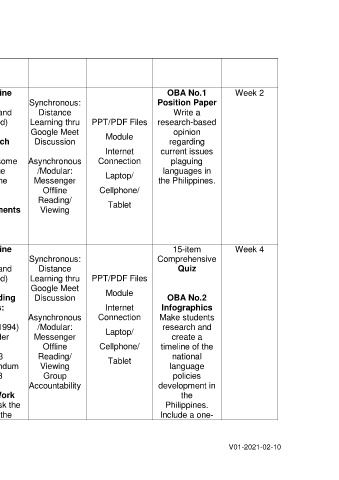 ine
and
d)
ch
some
e
ne
ments
Synchronous:
Distance
Learning thru
Google Meet
Discussion
Asynchronous
/Modular:
Messenger
Offline
Reading/
Viewing
PPT/PDF Files
Module
Internet
Connection
Laptop/
Cellphone/
Tablet
OBA No.1
Position Paper
Write a
research-based
opinion
regarding
current issues
plaguing
languages in
the Philippines.
Week 2
ine
and
d)
ding
s:
1994)
der
3
ndum
3
Work
sk the
the
Synchronous:
Distance
Learning thru
Google Meet
Discussion
Asynchronous
/Modular:
Messenger
Offline
Reading/
Viewing
Group
Accountability
PPT/PDF Files
Module
Internet
Connection
Laptop/
Cellphone/
Tablet
15-item
Comprehensive
Quiz
OBA No.2
Infographics
Make students
research and
create a
timeline of the
national
language
policies
development in
the
Philippines.
Include a one-
Week 4
V01-2021-02-10